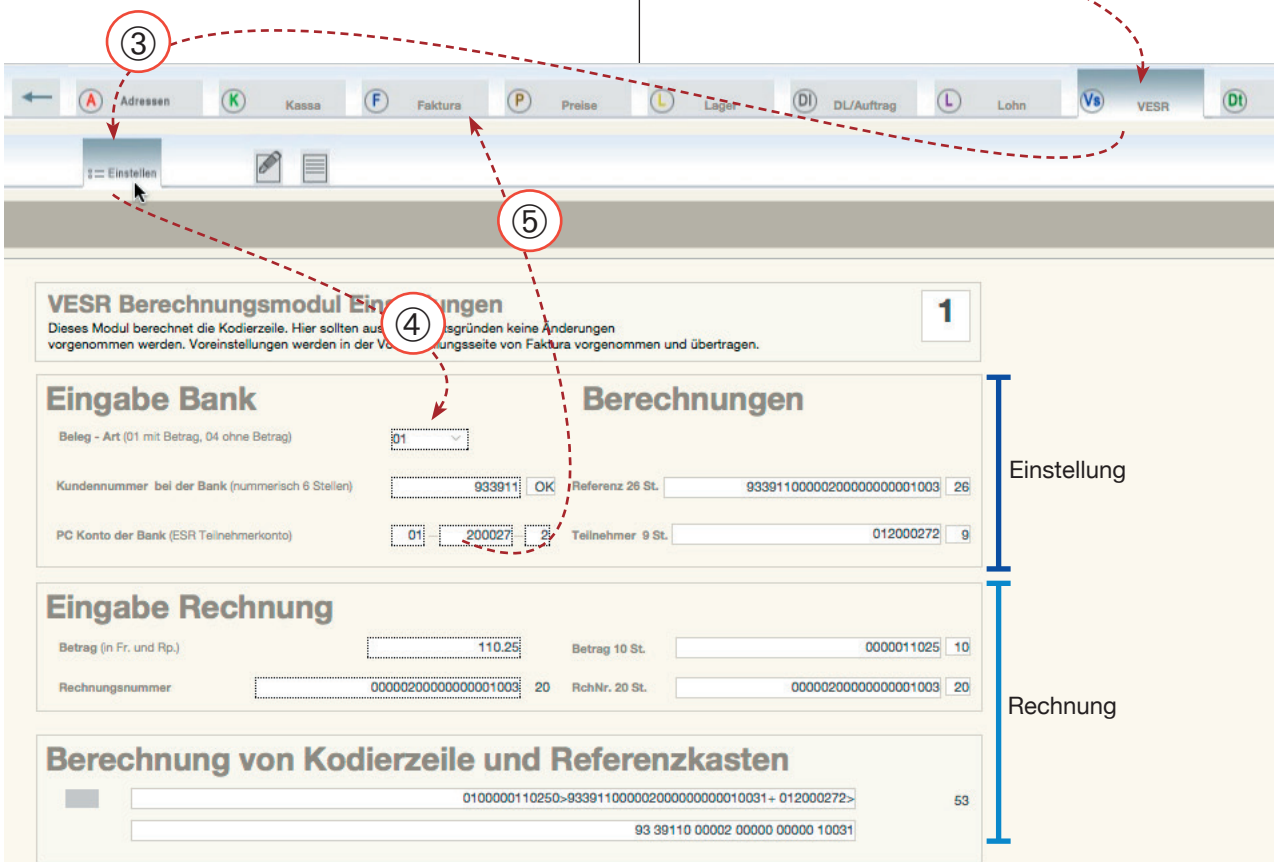 ③
A Adressen K Kassa F Faktura P Preise L Lager Dl DL/Auftrag L Lohn Vs VESR Dt
Einstellen
⑤
VESR Berechnungsmodul
④
1
Dieses Modul berechnet die Kodierzeile. Hier sollten aus tsgründen keine Änderungen
vorgenommen werden. Voreinstellungen werden in der ungsseite von Faktura vorgenommen und übertragen.
Eingabe Bank Berechnungen
Beleg - Art (01 mit Betrag, 04 ohne Betrag) 01
Kundennummer bei der Bank (nummerisch 6 Stellen) 933911 OK Referenz 26 St. 93391100000200000000001003 26
PC Konto der Bank (ESR Teilnehmerkonto) 01 – 200027 – 2 Teilnehmer 9 St. 012000272 9
Einstellung
Eingabe Rechnung
Betrag (in Fr. und Rp.) 110.25 Betrag 10 St. 0000011025 10
Rechnungsnummer 00000200000000001003 20 RchNr. 20 St. 00000200000000001003 20
Rechnung
Berechnung von Kodierzeile und Referenzkasten
0100000110250>933911000002000000000010031+ 012000272> 53
93 39110 00002 00000 00000 10031